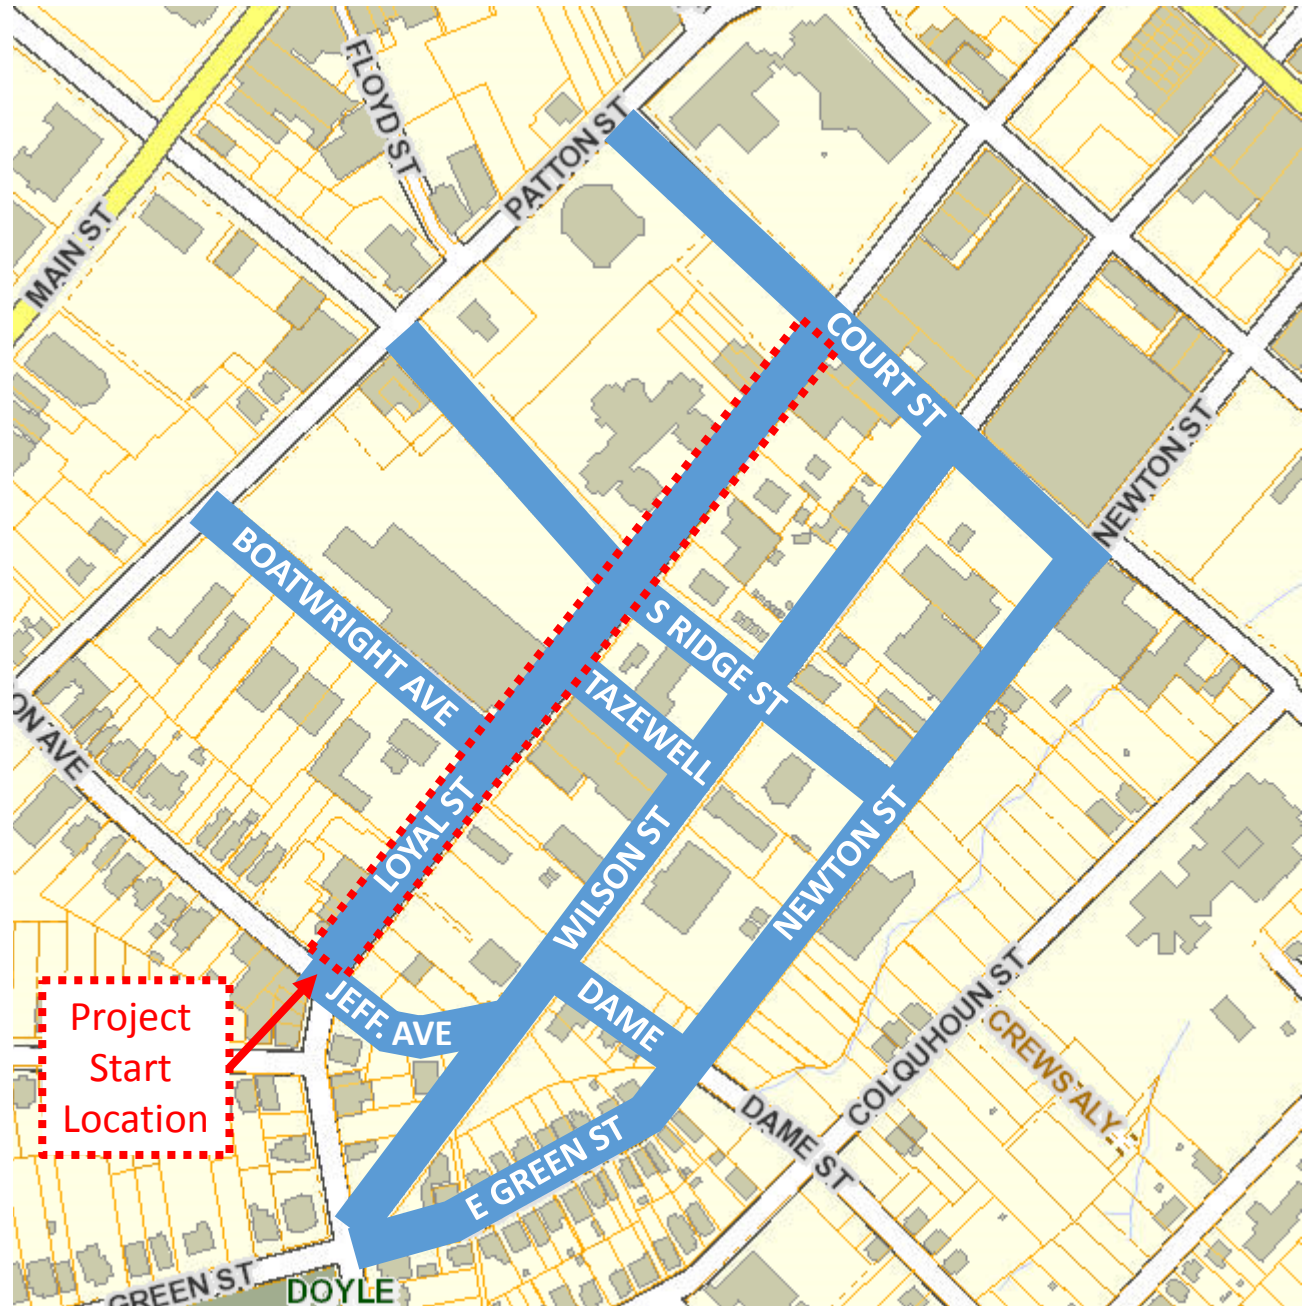 FLOYD ST
PATTON ST
MAIN ST
COURT ST
NEWTON ST
BOATWRIGHT AVE
S RIDGE ST
TAZEWELL
ON AVE
LOYAL ST
WILSON ST
NEWTON ST
Project
Start
Location
JEFF. AVE
DAME
COLQUHOUN ST
CREWS ALY
DAME ST
E GREEN ST
GREEN ST
DOYLE